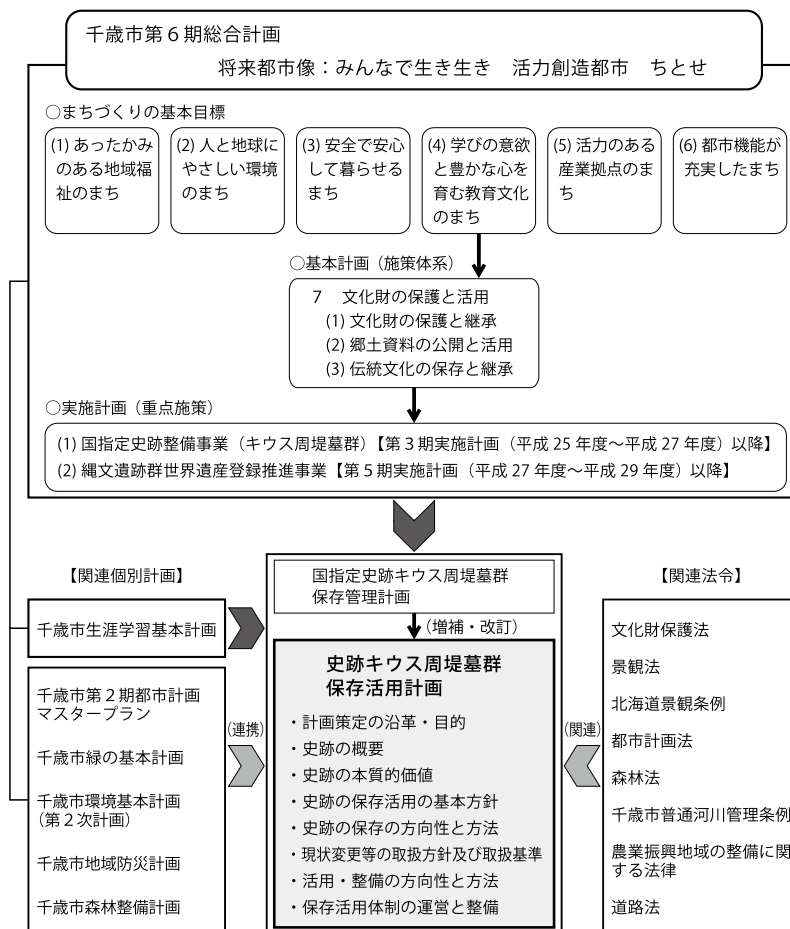 千歳市第６期総合計画
将来都市像：みんなで生き生き　活力創造都市　ちとせ
○まちづくりの基本目標
(1) あったかみ
のある地域福
祉のまち
(2) 人と地球に
やさしい環境
のまち
(3) 安全で安心
して暮らせる
まち
(4) 学びの意欲
と豊かな心を
育む教育文化
のまち
(5) 活力のある
産業拠点のま
ち
(6) 都市機能が
充実したまち
○基本計画（施策体系）
７　文化財の保護と活用
(1) 文化財の保護と継承
(2) 郷土資料の公開と活用
(3) 伝統文化の保存と継承
○実施計画（重点施策）
(1) 国指定史跡整備事業（キウス周堤墓群）【第３期実施計画（平成 25 年度～平成 27 年度）以降】
(2) 縄文遺跡群世界遺産登録推進事業【第５期実施計画（平成 27 年度～平成 29 年度）以降】
【関連個別計画】
千歳市生涯学習基本計画
千歳市第２期都市計画
マスタープラン
千歳市緑の基本計画
千歳市環境基本計画
（第２次計画）
千歳市地域防災計画
千歳市森林整備計画
（連携）
国指定史跡キウス周堤墓群
保存管理計画
（増補・改訂）
史跡キウス周堤墓群
保存活用計画
・計画策定の沿革・目的
・史跡の概要
・史跡の本質的価値
・史跡の保存活用の基本方針
・史跡の保存の方向性と方法
・現状変更等の取扱方針及び取扱基準
・活用・整備の方向性と方法
・保存活用体制の運営と整備
（関連）
【関連法令】
文化財保護法
景観法
北海道景観条例
都市計画法
森林法
千歳市普通河川管理条例
農業振興地域の整備に関
する法律
道路法